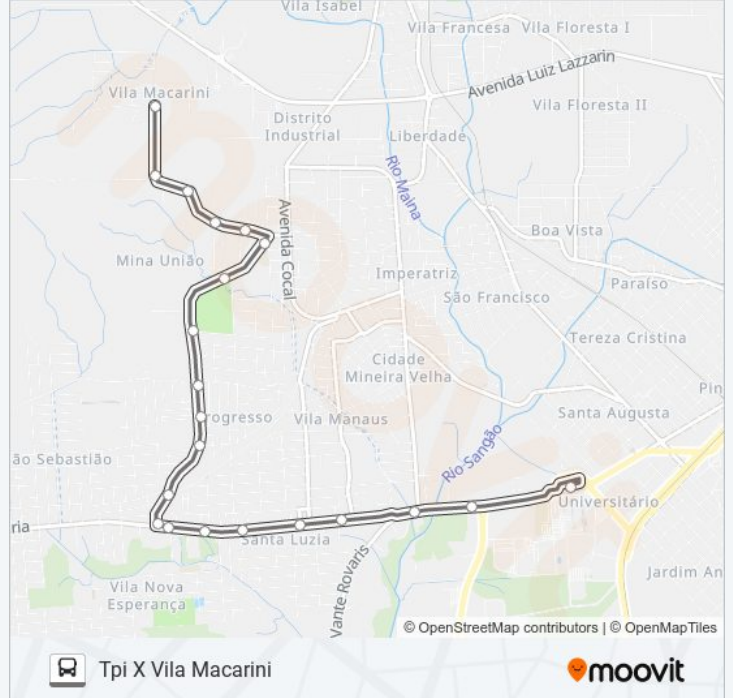 Vila Isabel
Vila Francesa
Vila Floresta I
Avenida Luiz Lazzarin
Vila Macarini
Vila Floresta II
Distrito
Industrial
Liberdade
Rio Maina
Avenida Cocal
Boa Vista
Mina União
Imperatriz
Paraíso
São Francisco
Tereza Cristina
Cidade
Mineira Velha
Pin
Santa Augusta
rogresso
Vila Manaus
Rio Sangão
ão Sebastião
Universitário
ria
Santa Luzia
Vante Rovaris
Jardim An
Vila Nova
Esperança
© OpenStreetMap contributors | © OpenMapTiles
Tpi X Vila Macarini
moovit